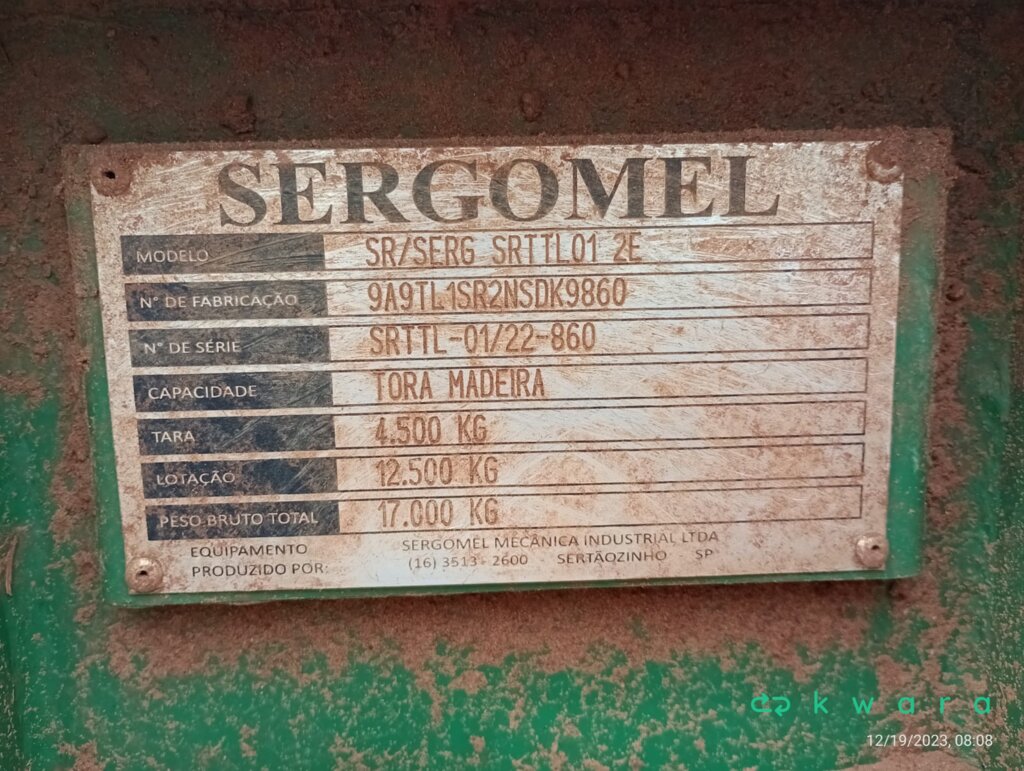 SERGOMEL
MODELO SR/SERG SRTTL01 2E
N° DE FABRICAÇÃO 9A9TL1SR2NSDK9860
N° DE SÉRIE SRTTL-01/22-860
CAPACIDADE TORA MADEIRA
TARA 4.500 KG
LOTAÇÃO 12.500 KG
PESO BRUTO TOTAL 17.000 KG
EQUIPAMENTO PRODUZIDO POR: SERGOMEL MECÂNICA INDUSTRIAL LTDA
(16) 3513 - 2600 SERTÃOZINHO SP
kwara
12/19/2023, 08:08